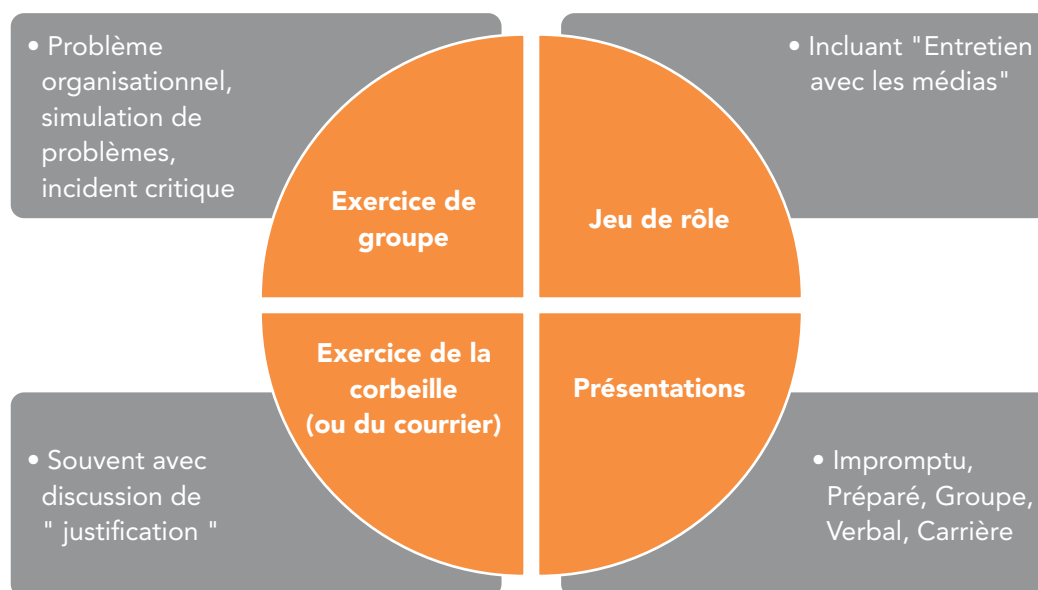 • Problème
organisationnel,
simulation de
problèmes,
incident critique
Exercice de
groupe
• Incluant "Entretien
avec les médias"
Jeu de rôle
• Souvent avec
discussion de
" justification "
Exercice de la
corbeille
(ou du courrier)
Présentations
• Impromptu,
Préparé, Groupe,
Verbal, Carrière